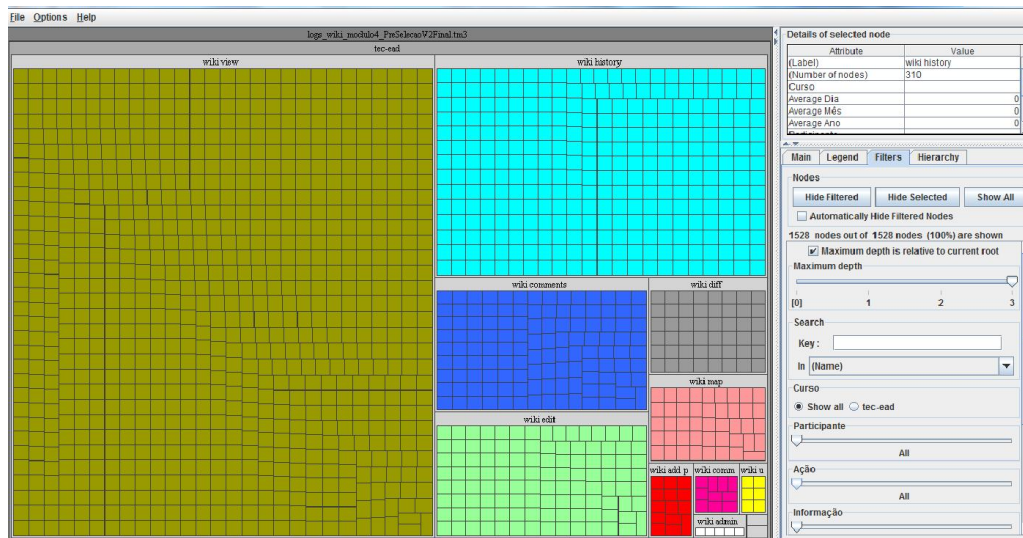 File Options Help
logs_wiki_modulo4_PreSelecaoV2Final.tm3
tec-ead
wiki view
wiki history
wiki comments
wiki diff
wiki map
wiki edit
wiki add p
wiki comm
wiki u
wiki admin
Details of selected node
Attribute Value
(Label) wiki history
(Number of nodes) 310
Curso
Average Dia 0
Average Mês 0
Average Ano 0
Main Legend Filters Hierarchy
Nodes
Hide Filtered Hide Selected Show All
Automatically Hide Filtered Nodes
1528 nodes out of 1528 nodes (100%) are shown
Maximum depth is relative to current root
Maximum depth
[0] 1 2 3
Search
Key :
In (Name)
Curso
Show all tec-ead
Participante
All
Ação
All
Informação